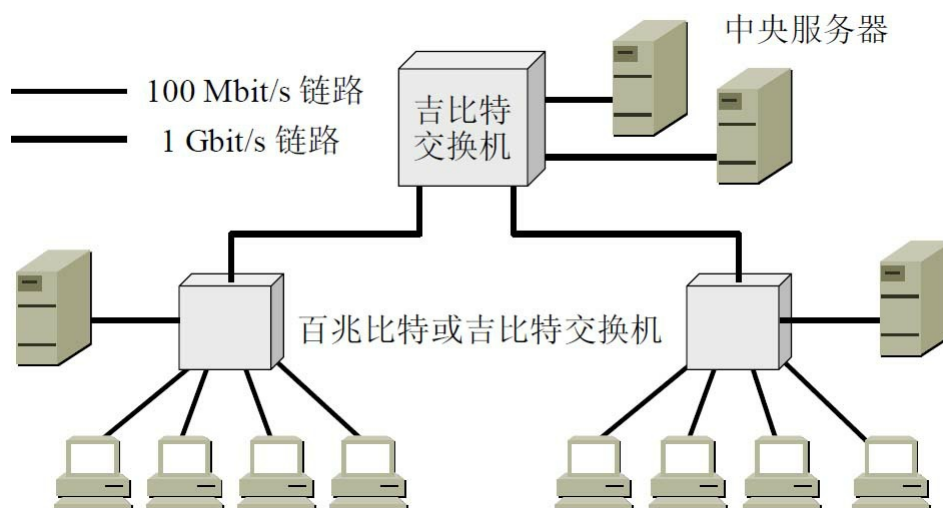 中央服务器
100 Mbit/s 链路
1 Gbit/s 链路
吉比特
交换机
百兆比特或吉比特交换机